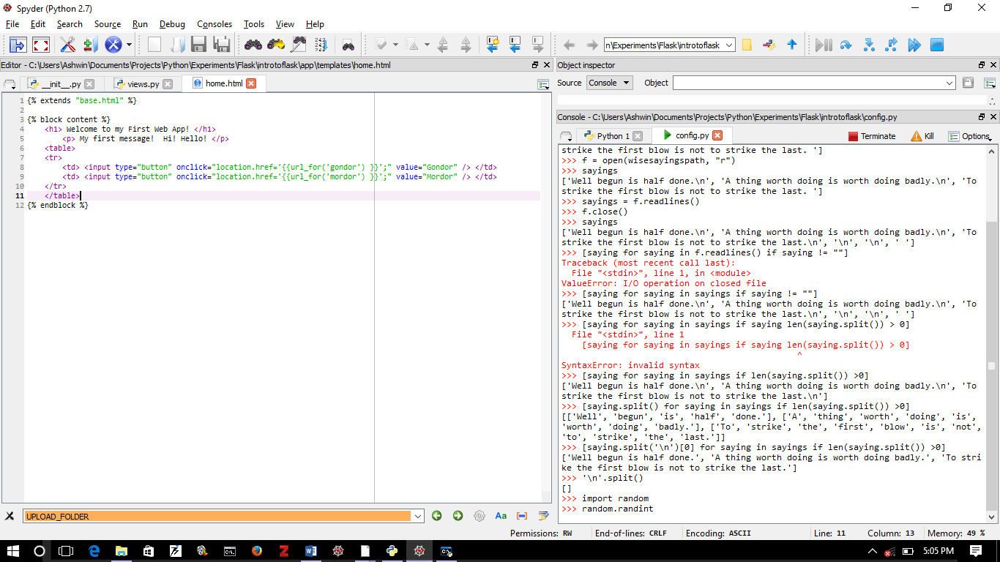 Spyder (Python 2.7)
File Edit Search Source Run Debug Consoles Tools View Help
n\Experiments\Flask\introtoflask
Editor - C:\Users\Ashwin\Documents\Projects\Python\Experiments\Flask\introtoflask\app\templates\home.html
__init__.py views.py home.html
1 {% extends "base.html" %}
2
3 {% block content %}
4 <h1> Welcome to my First Web App! </h1>
5 <p> My first message!  Hi! Hello! </p>
6 <table>
7 <tr>
8 <td> <input type="button" onclick="location.href='{{url_for('gondor') }}';" value="Gondor" /> </td>
9 <td> <input type="button" onclick="location.href='{{url_for('mordor') }}';" value="Mordor" /> </td>
10 </tr>
11 </table>
12 {% endblock %}
UPLOAD_FOLDER
Aa
Object inspector
Source Console Object
Console - C:\Users\Ashwin\Documents\Projects\Python\Experiments\Flask\introtoflask\config.py
Python 1 config.py Terminate Kill Options
strike the first blow is not to strike the last. ']
>>> f = open(wisesayingspath, "r")
>>> sayings
['Well begun is half done.\n', 'A thing worth doing is worth doing badly.\n', 'To
strike the first blow is not to strike the last. ']
>>> sayings = f.readlines()
>>> f.close()
>>> sayings
['Well begun is half done.\n', 'A thing worth doing is worth doing badly.\n', 'To
strike the first blow is not to strike the last.\n', '\n', '\n', ' ']
>>> [saying for saying in f.readlines() if saying != ""]
Traceback (most recent call last):
File "<stdin>", line 1, in <module>
ValueError: I/O operation on closed file
>>> [saying for saying in sayings if saying != ""]
['Well begun is half done.\n', 'A thing worth doing is worth doing badly.\n', 'To
strike the first blow is not to strike the last.\n', '\n', '\n', ' ']
>>> [saying for saying in sayings if saying len(saying.split()) > 0]
File "<stdin>", line 1
[saying for saying in sayings if saying len(saying.split()) > 0]
^
SyntaxError: invalid syntax
>>> [saying for saying in sayings if len(saying.split()) >0]
['Well begun is half done.\n', 'A thing worth doing is worth doing badly.\n', 'To
strike the first blow is not to strike the last.\n']
>>> [saying.split() for saying in sayings if len(saying.split()) >0]
[['Well', 'begun', 'is', 'half', 'done.'], ['A', 'thing', 'worth', 'doing', 'is',
'worth', 'doing', 'badly.'], ['To', 'strike', 'the', 'first', 'blow', 'is', 'not',
'to', 'strike', 'the', 'last.']]
>>> [saying.split('\n')[0] for saying in sayings if len(saying.split()) >0]
['Well begun is half done.', 'A thing worth doing is worth doing badly.', 'To stri
ke the first blow is not to strike the last.']
>>> '\n'.split()
[]
>>> import random
>>> random.randint
Permissions: RW End-of-lines: CRLF Encoding: ASCII Line: 11 Column: 13 Memory: 49 %
5:05 PM